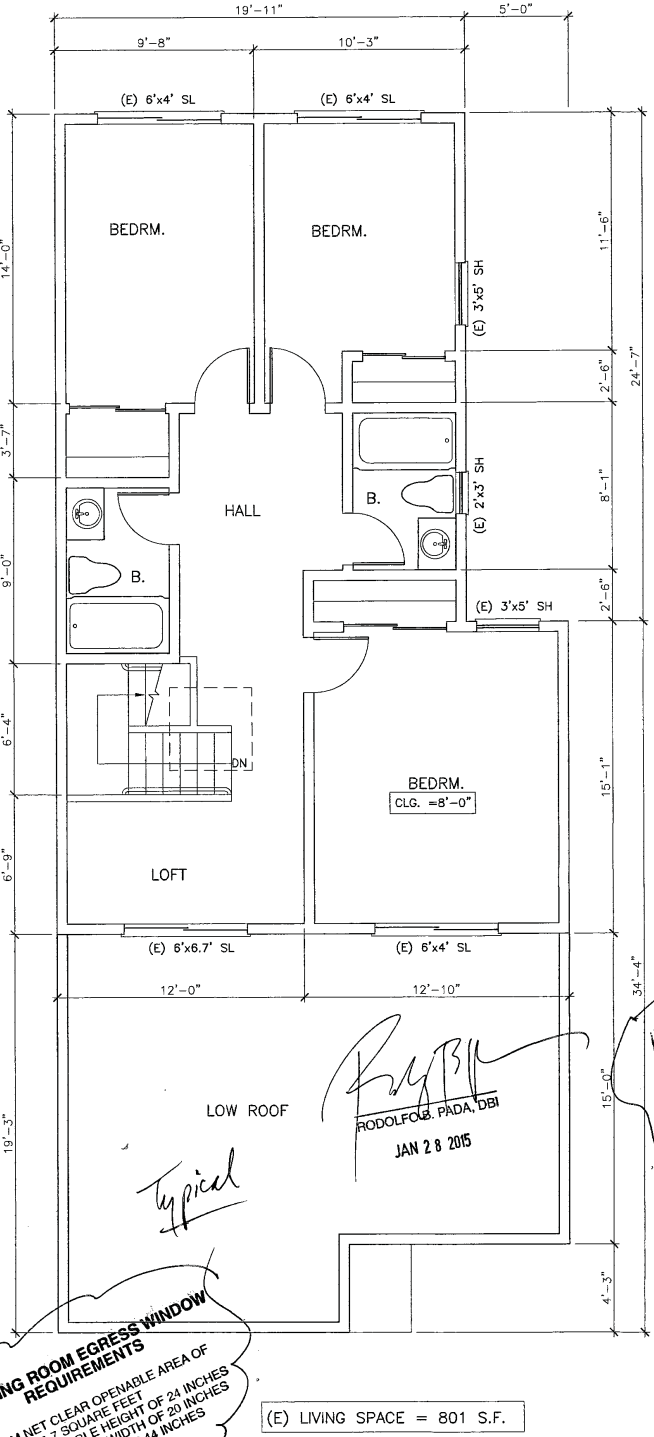 19'-11"
5'-0"
9'-8"
10'-3"
(E) 6'x4' SL
(E) 6'x4' SL
BEDRM.
BEDRM.
14'-0"
11'-6"
(E) 3'x5' SH
2'-6"
24'-7"
3'-7"
HALL
B.
(E) 2'x3' SH
8'-1"
9'-0"
B.
2'-6"
(E) 3'x5' SH
6'-4"
DN
BEDRM.
CLG. =8'-0"
15'-1"
6'-9"
LOFT
(E) 6'x6.7' SL
(E) 6'x4' SL
12'-0"
12'-10"
34'-4"
LOW ROOF
RODOLFO B. PADA, DBI
JAN 28 2015
15'-0"
19'-3"
Typical
4'-3"
ROOM EGRESS WINDOW
REQUIREMENTS
NET CLEAR OPENABLE AREA OF
7 SQUARE FEET
HEIGHT OF 24 INCHES
WIDTH OF 20 INCHES
44 INCHES
(E) LIVING SPACE = 801 S.F.